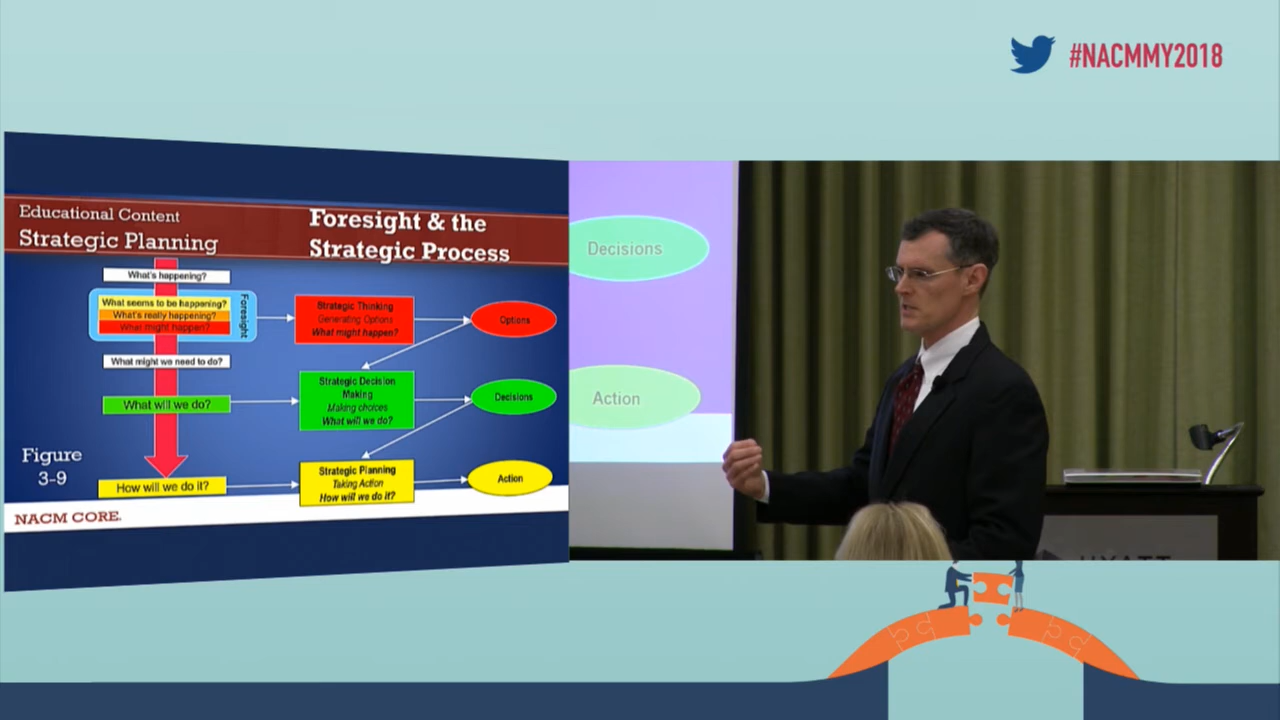 #NACMMY2018
Educational Content
Strategic Planning
Foresight & the
Strategic Process
What's happening?
What seems to be happening?
What's really happening?
What might happen?
Foresight
What might we need to do?
What will we do?
How will we do it?
Strategic Thinking
Generating Options
What might happen?
Options
Strategic Decision
Making
Making choices
What will we do?
Decisions
Strategic Planning
Taking Action
How will we do it?
Action
Figure
3-9
NACM CORE.
Decisions
Action
HYATT